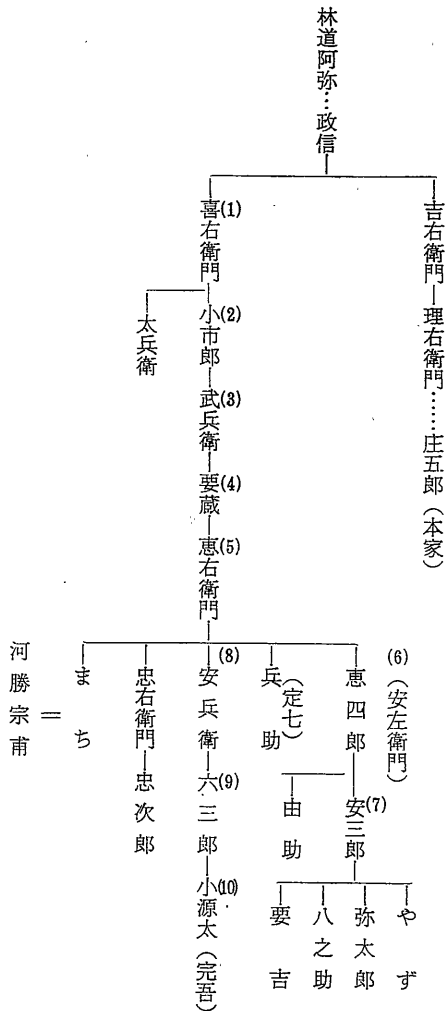 林道阿弥…政信
吉右衛門―理右衛門……庄五郎(本家)
(1)喜右衛門
(2)小市郎―(3)武兵衛―(4)要蔵―(5)恵右衛門
太兵衛
(6)恵四郎(安左衛門)
(7)安三郎
やず
弥太郎
八之助
要吉
由助
兵助(定七)
(8)安兵衛―(9)六三郎―(10)小源太(完吾)
忠右衛門―忠次郎
まち
=
河勝宗甫